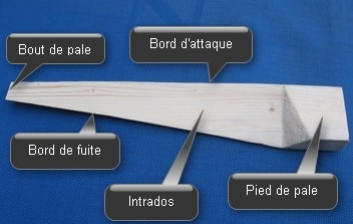 Bout de pale
Bord d'attaque
Bord de fuite
Intrados
Pied de pale